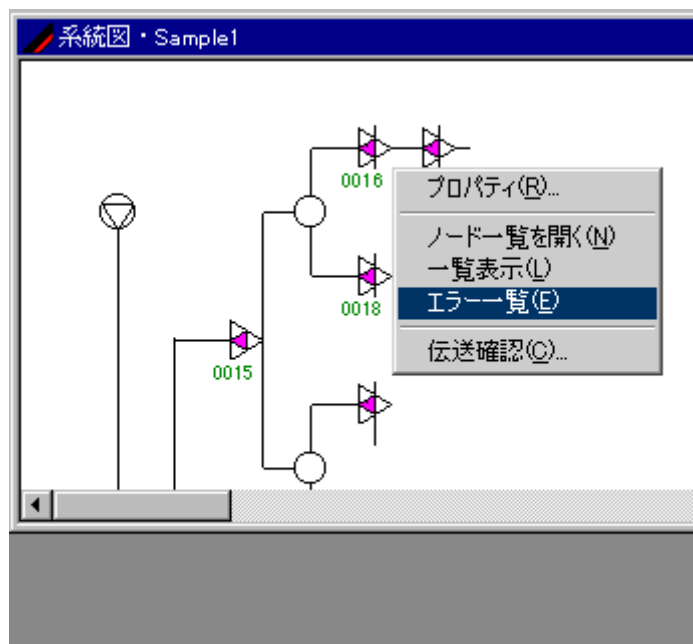 系統図・Sample1
0016
プロパティ(R)...
ノード一覧を開く(N)
一覧表示(L)
0018
エラー一覧(E)
0015
伝送確認(C)...